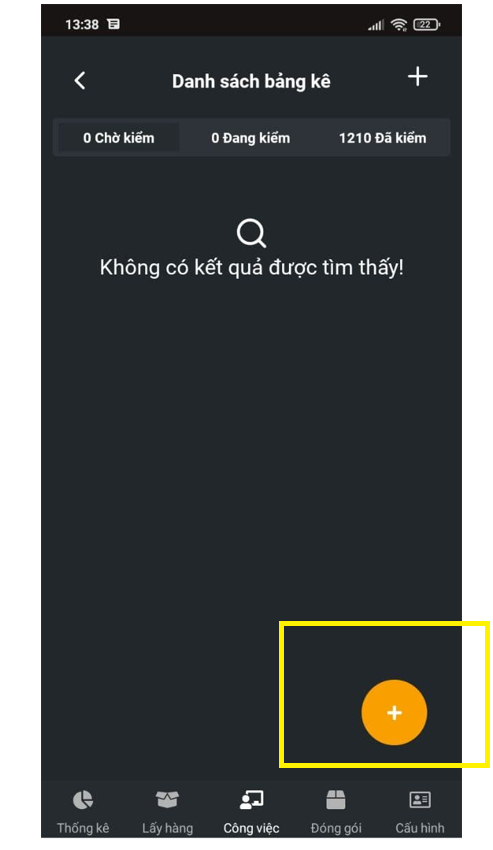 13:38
22
Danh sách bảng kê
0 Chờ kiểm 0 Đang kiểm 1210 Đã kiểm
Không có kết quả được tìm thấy!
Thống kê Lấy hàng Công việc Đóng gói Cấu hình